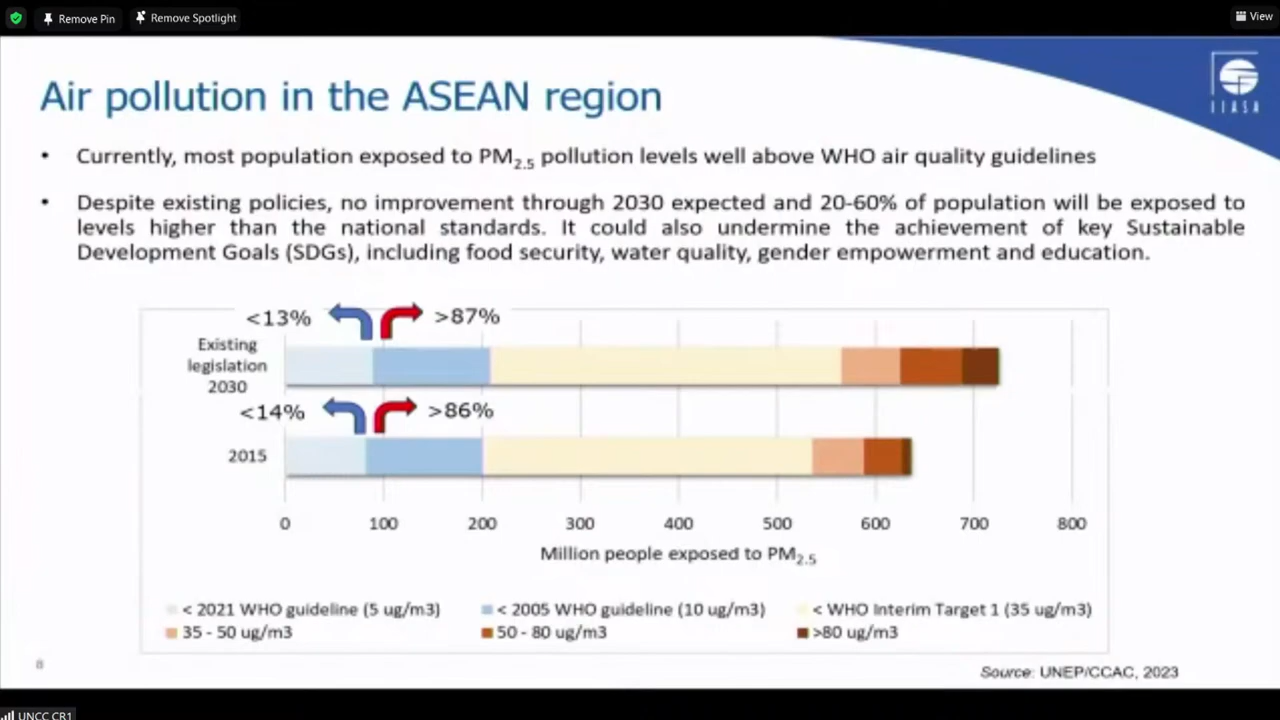 Remove Pin
Remove Spotlight
View
IIASA
Air pollution in the ASEAN region
• Currently, most population exposed to PM2.5 pollution levels well above WHO air quality guidelines
• Despite existing policies, no improvement through 2030 expected and 20-60% of population will be exposed to
levels higher than the national standards. It could also undermine the achievement of key Sustainable
Development Goals (SDGs), including food security, water quality, gender empowerment and education.
<13% >87%
Existing
legislation
2030
<14% >86%
2015
0 100 200 300 400 500 600 700 800
Million people exposed to PM2.5
< 2021 WHO guideline (5 ug/m3) < 2005 WHO guideline (10 ug/m3) < WHO Interim Target 1 (35 ug/m3)
35 - 50 ug/m3 50 - 80 ug/m3 >80 ug/m3
8
Source: UNEP/CCAC, 2023
UNCC CR1